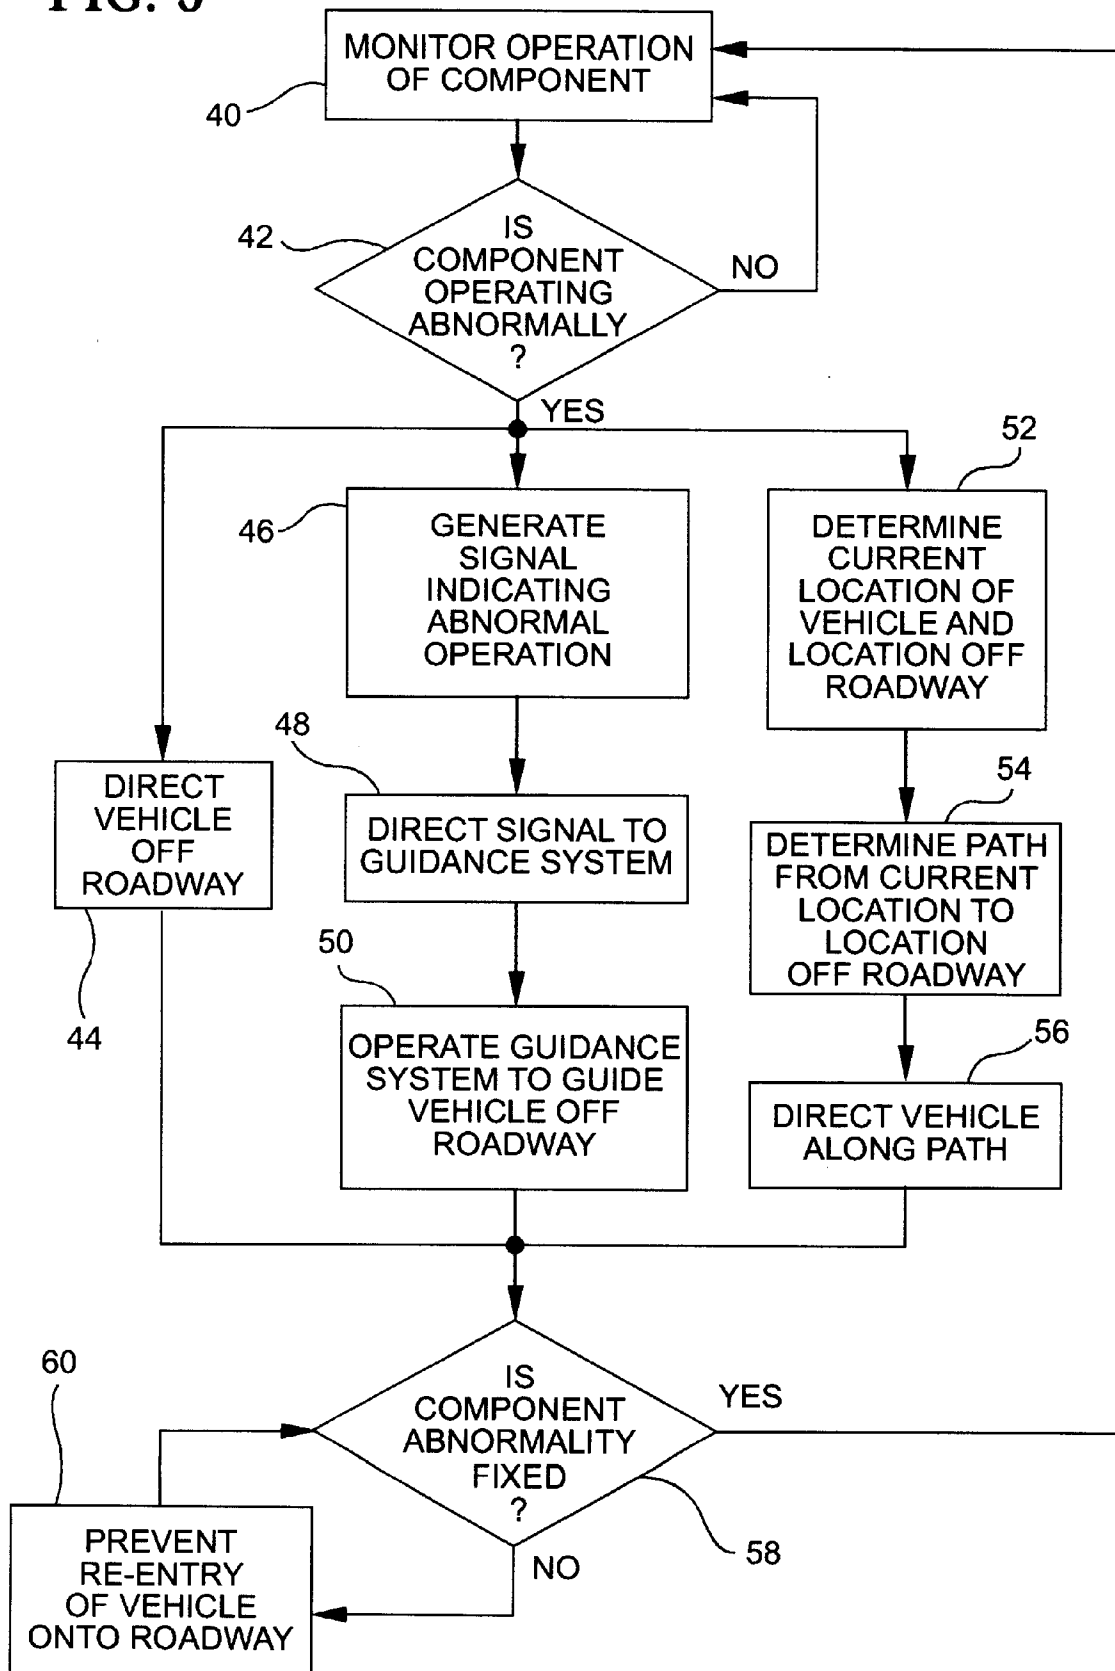 MONITOR OPERATION
OF COMPONENT
40
42
IS
COMPONENT
OPERATING
ABNORMALLY
?
NO
YES
52
46
GENERATE
SIGNAL
INDICATING
ABNORMAL
OPERATION
DETERMINE
CURRENT
LOCATION OF
VEHICLE AND
LOCATION OFF
ROADWAY
48
DIRECT
VEHICLE
OFF
ROADWAY
44
DIRECT SIGNAL TO
GUIDANCE SYSTEM
54
DETERMINE PATH
FROM CURRENT
LOCATION TO
LOCATION
OFF ROADWAY
50
OPERATE GUIDANCE
SYSTEM TO GUIDE
VEHICLE OFF
ROADWAY
56
DIRECT VEHICLE
ALONG PATH
60
IS
COMPONENT
ABNORMALITY
FIXED
?
YES
58
NO
PREVENT
RE-ENTRY
OF VEHICLE
ONTO ROADWAY